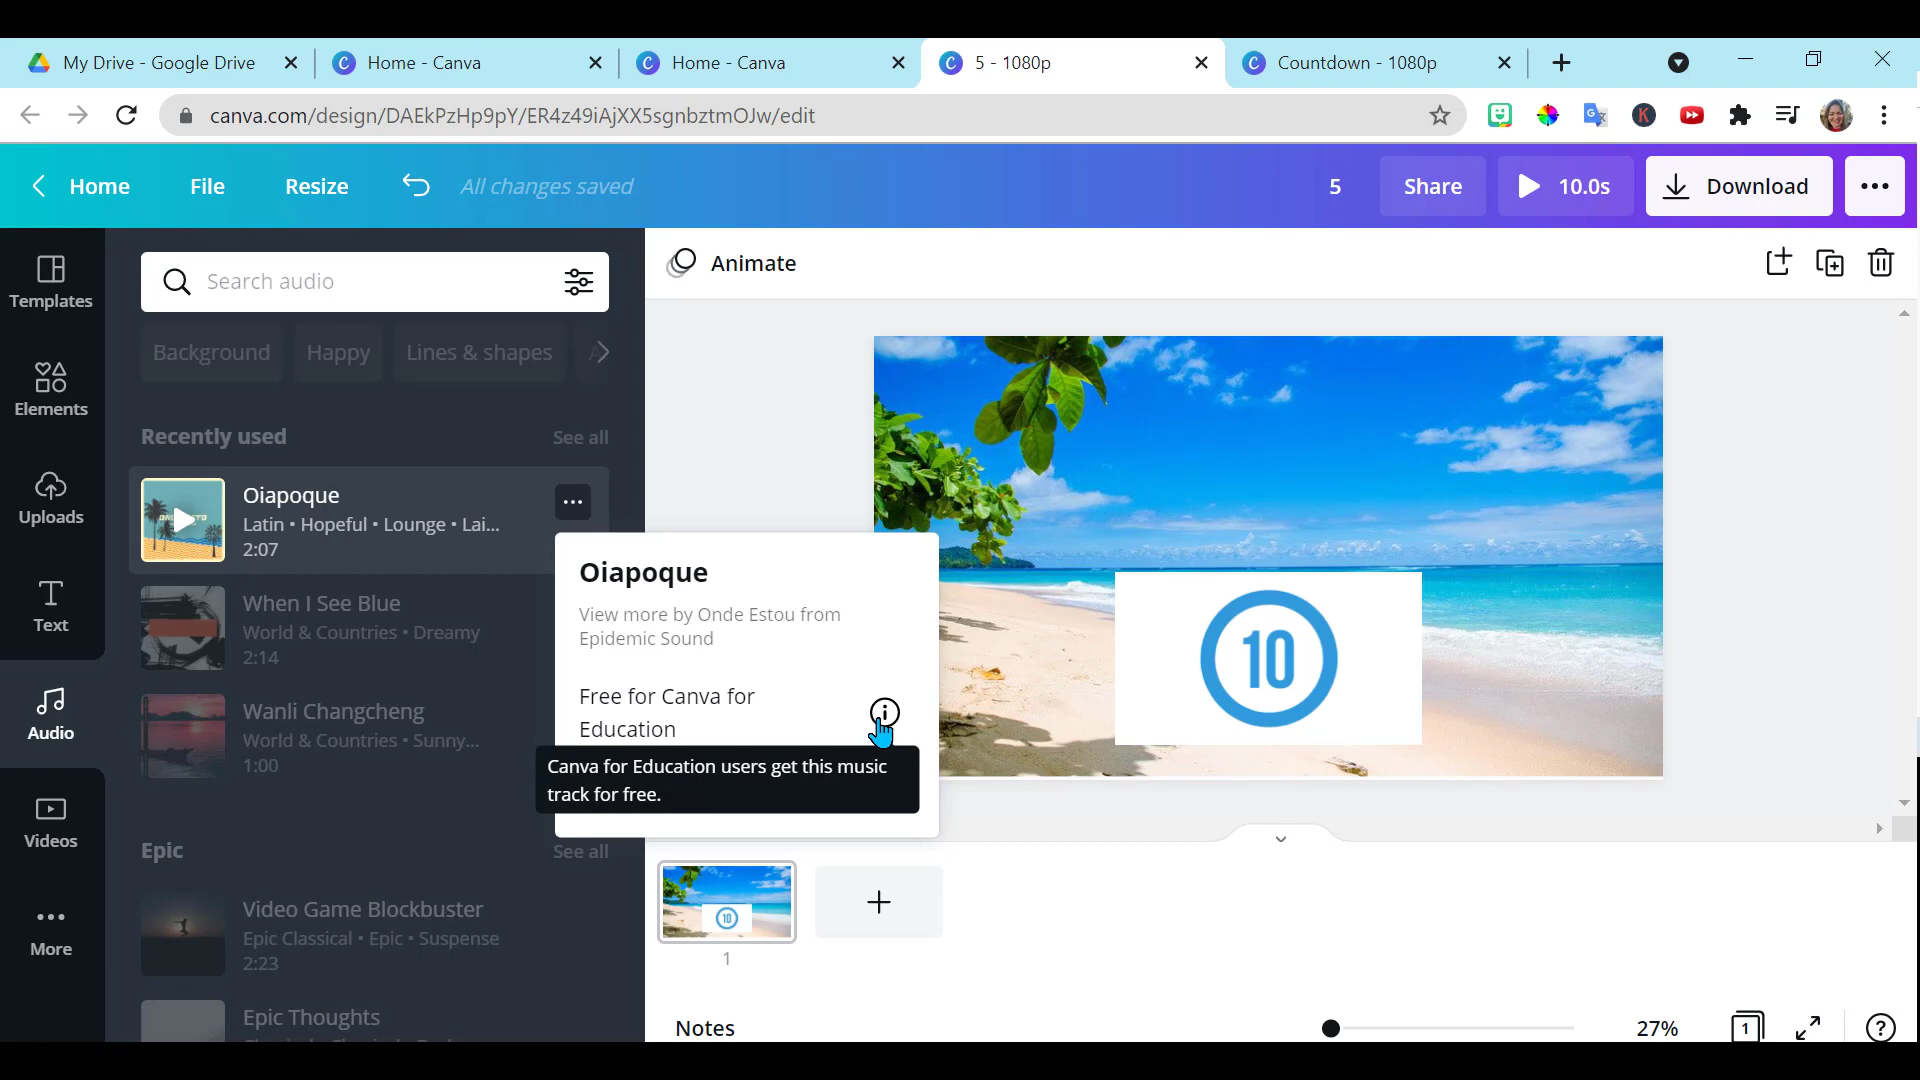 My Drive - Google Drive
Home - Canva
Home - Canva
5 - 1080p
Countdown - 1080p
canva.com/design/DAEkPzHp9pY/ER4z49iAjXX5sgnbztmOJw/edit
Home
File
Resize
All changes saved
5
Share
10.0s
Download
Templates
Elements
Uploads
Text
Audio
Videos
More
Search audio
Background
Happy
Lines & shapes
Recently used
See all
Oiapoque
Latin • Hopeful • Lounge • Lai...
2:07
When I See Blue
World & Countries • Dreamy
2:14
Wanli Changcheng
World & Countries • Sunny...
1:00
Epic
See all
Video Game Blockbuster
Epic Classical • Epic • Suspense
2:23
Epic Thoughts
Oiapoque
View more by Onde Estou from
Epidemic Sound
Free for Canva for
Education
Canva for Education users get this music
track for free.
Animate
10
10
1
Notes
27%
1